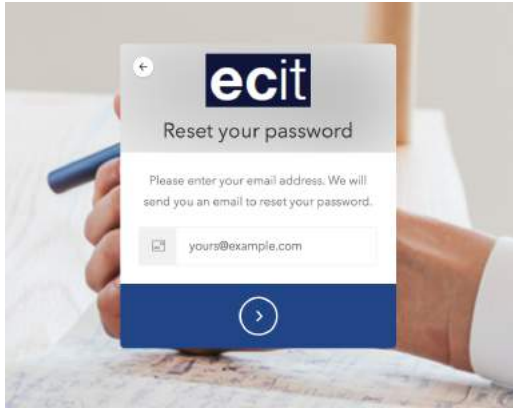 ecit
Reset your password
Please enter your email address. We will
send you an email to reset your password.
yours@example.com